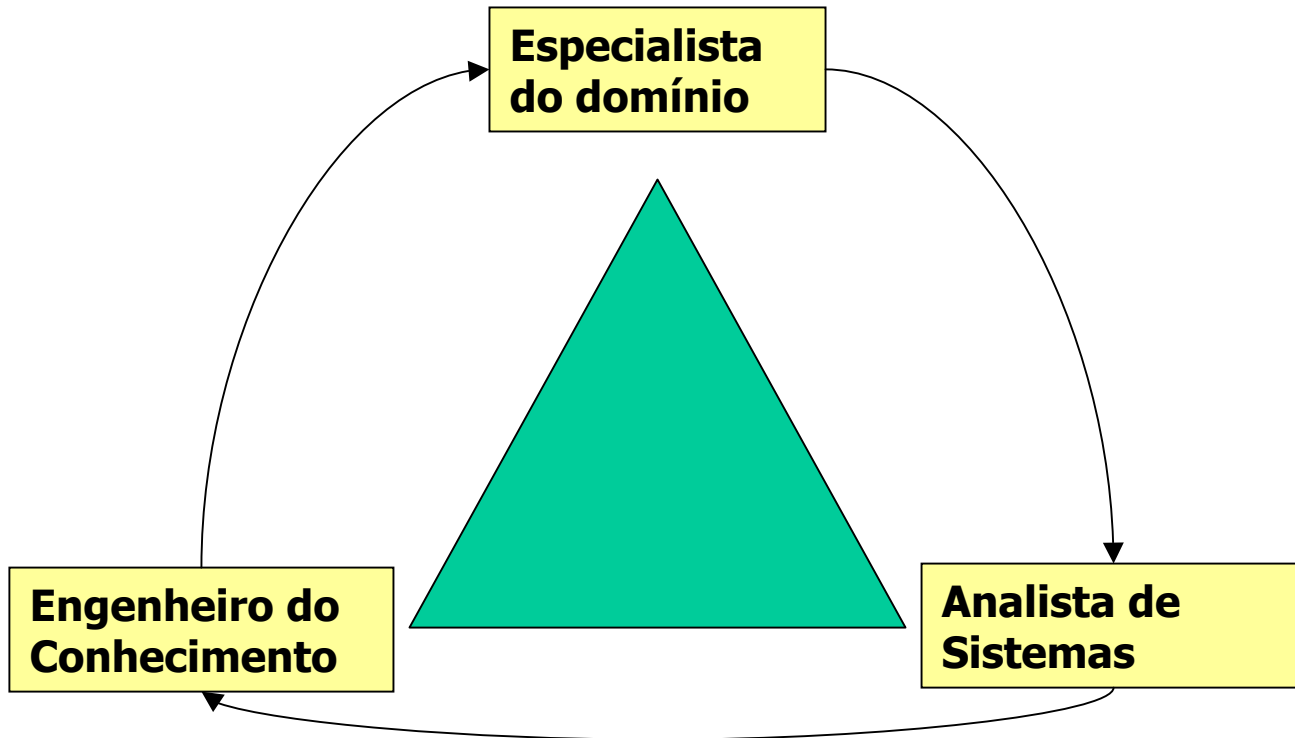 Especialista
do domínio
Engenheiro do
Conhecimento
Analista de
Sistemas